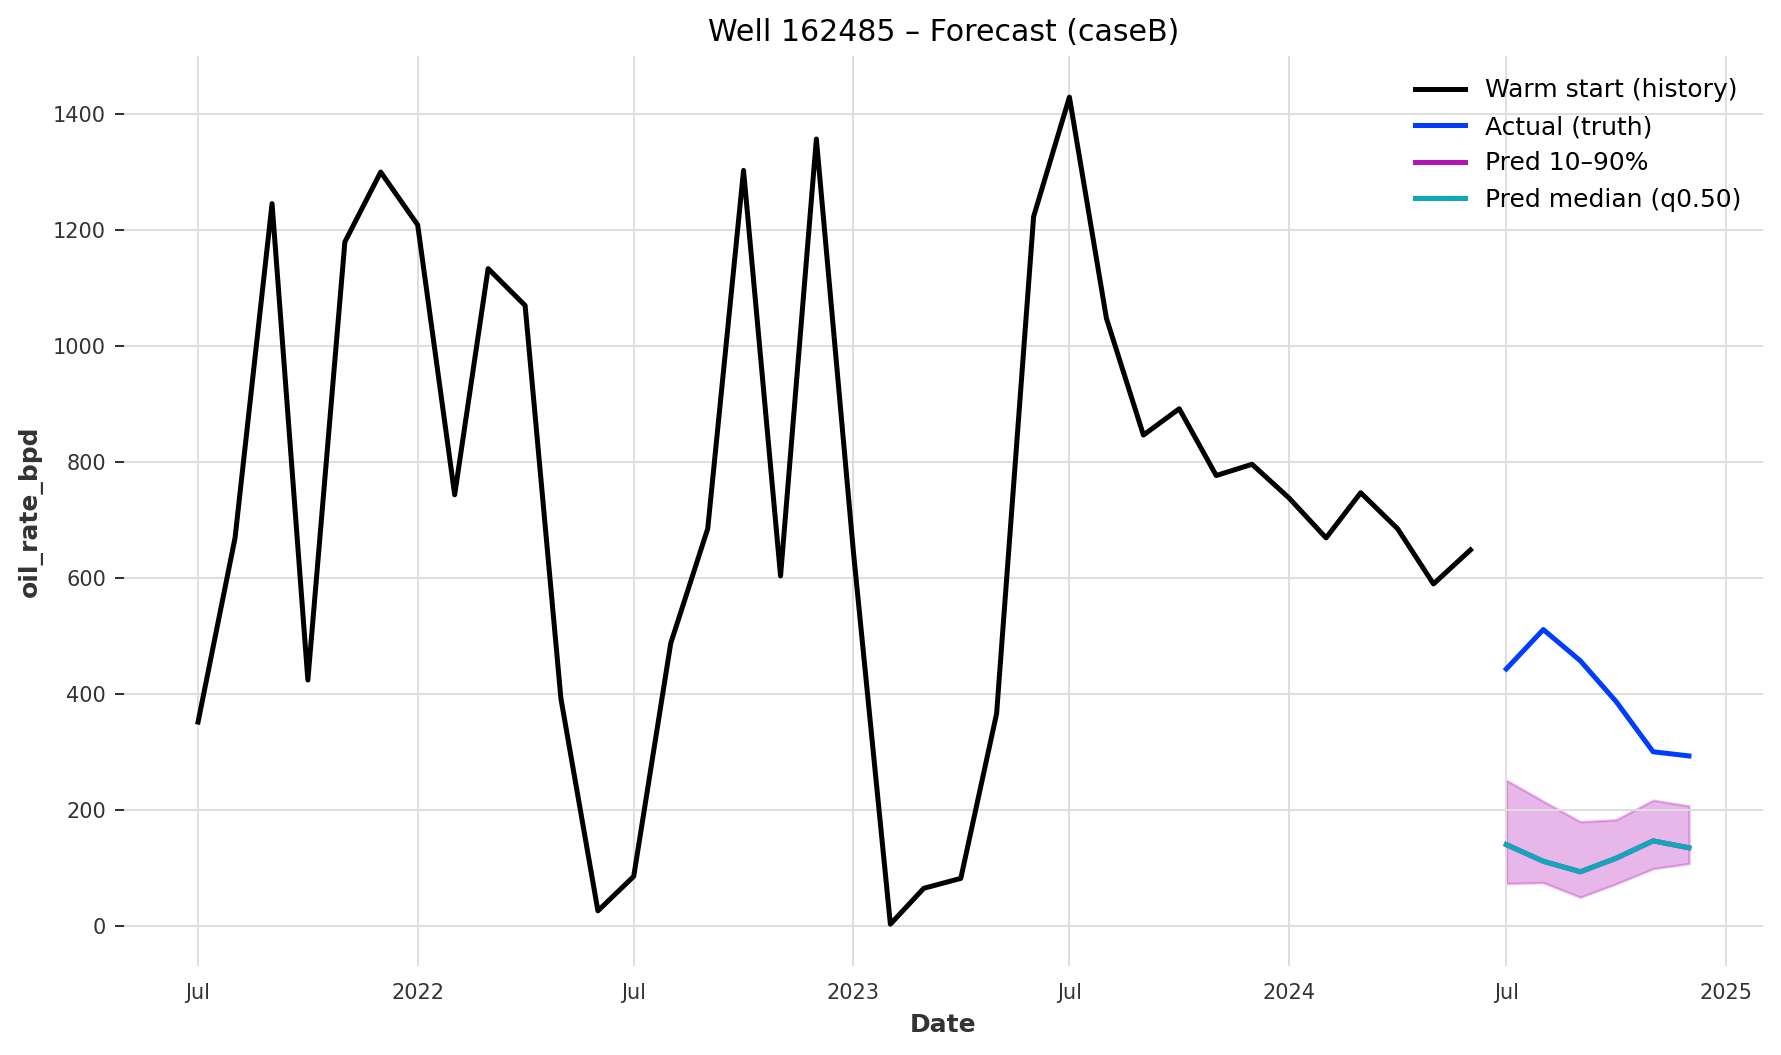 Well 162485 – Forecast (caseB)
Warm start (history)
Actual (truth)
Pred 10–90%
Pred median (q0.50)
oil_rate_bpd
1400
1200
1000
800
600
400
200
0
Jul
2022
Jul
2023
Jul
2024
Jul
2025
Date